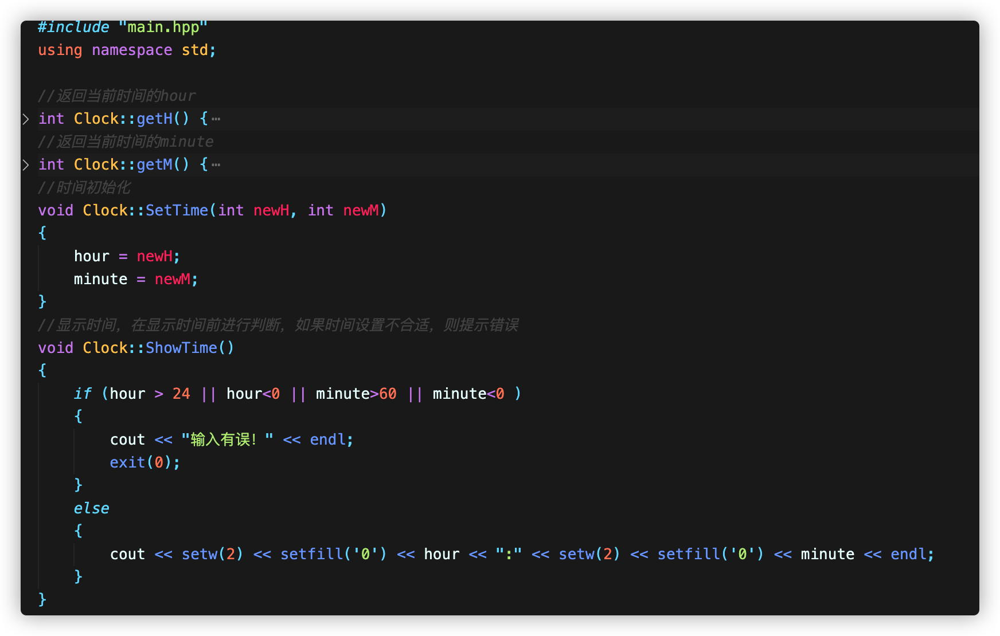 #include "main.hpp"
using namespace std;
//返回当前时间的hour
int Clock::getH() {…
//返回当前时间的minute
int Clock::getM() {…
//时间初始化
void Clock::SetTime(int newH, int newM)
{
    hour = newH;
    minute = newM;
}
//显示时间，在显示时间前进行判断，如果时间设置不合适，则提示错误
void Clock::ShowTime()
{
    if (hour > 24 || hour<0 || minute>60 || minute<0 )
    {
        cout << "输入有误！" << endl;
        exit(0);
    }
    else
    {
        cout << setw(2) << setfill('0') << hour << ":" << setw(2) << setfill('0') << minute << endl;
    }
}